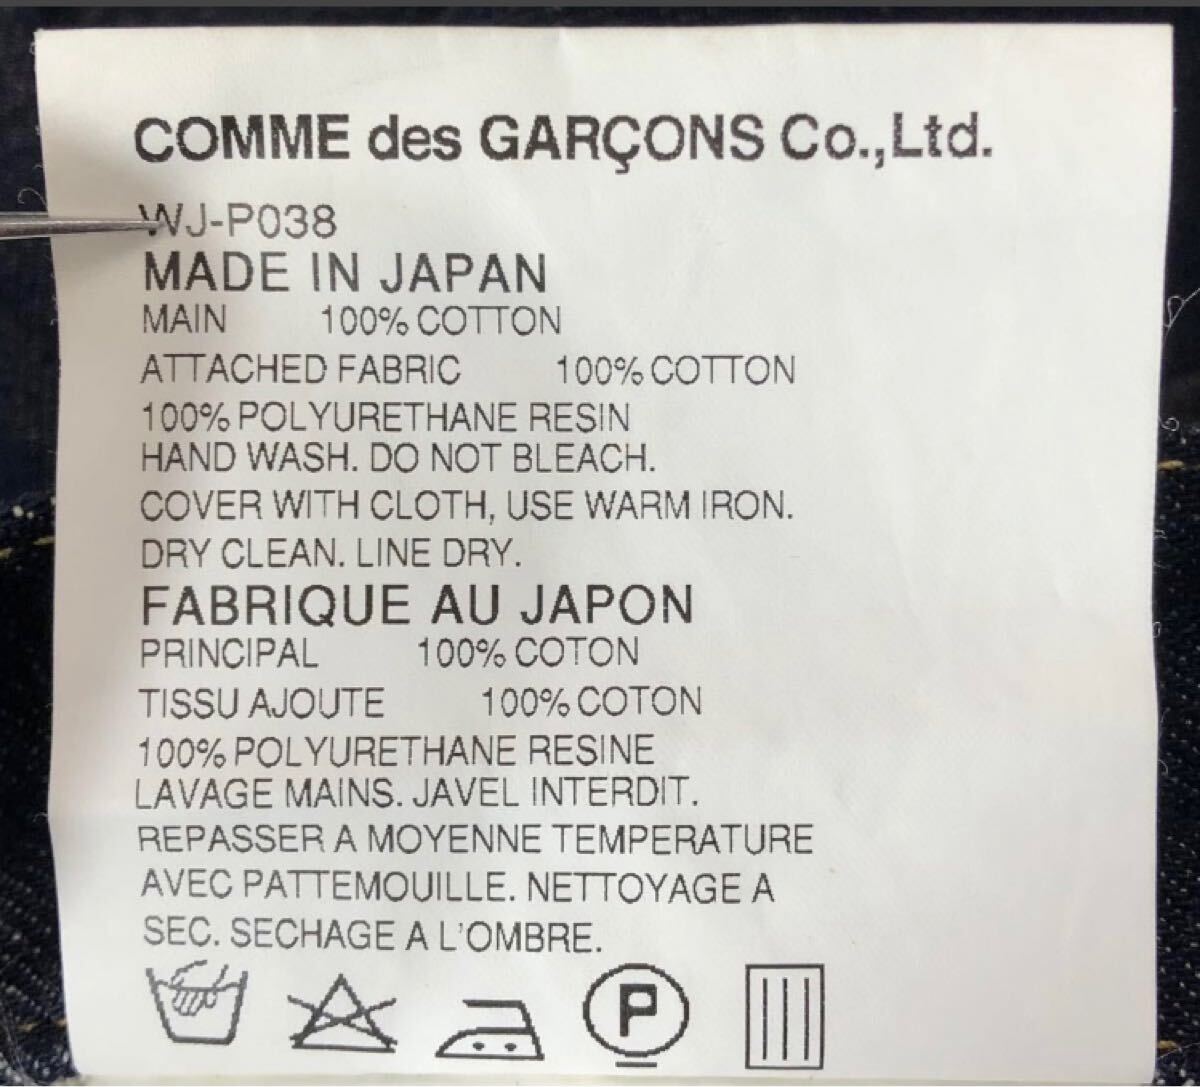 COMME des GARÇONS Co.,Ltd.
WJ-P038
MADE IN JAPAN
MAIN 100% COTTON
ATTACHED FABRIC 100% COTTON
100% POLYURETHANE RESIN
HAND WASH. DO NOT BLEACH.
COVER WITH CLOTH, USE WARM IRON.
DRY CLEAN. LINE DRY.
FABRIQUE AU JAPON
PRINCIPAL 100% COTON
TISSU AJOUTE 100% COTON
100% POLYURETHANE RESINE
LAVAGE MAINS. JAVEL INTERDIT.
REPASSER A MOYENNE TEMPERATURE
AVEC PATTEMOUILLE. NETTOYAGE A
SEC. SECHAGE A L'OMBRE.
P